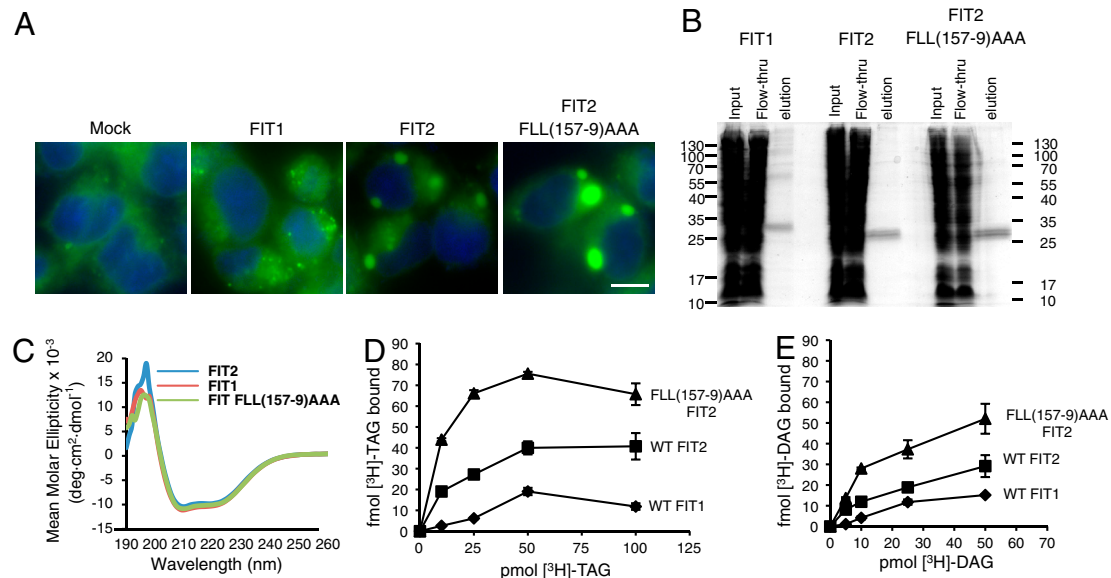 A
Mock
FIT1
FIT2
FIT2
FLL(157-9)AAA
B
FIT1
FIT2
FIT2
FLL(157-9)AAA
Input
Flow-thru
elution
Input
Flow-thru
elution
Input
Flow-thru
elution
130
100
70
55
40
35
25
17
10
130
100
70
55
40
35
25
17
10
C
Mean Molar Ellipticity x 10⁻³
(deg·cm²·dmol⁻¹)
20
15
10
5
0
-5
-10
-15
FIT2
FIT1
FIT FLL(157-9)AAA
190 200 210 220 230 240 250 260
Wavelength (nm)
D
fmol [³H]-TAG bound
90
80
70
60
50
40
30
20
10
0
FLL(157-9)AAA
FIT2
WT FIT2
WT FIT1
0 25 50 75 100 125
pmol [³H]-TAG
E
fmol [³H]-DAG bound
90
80
70
60
50
40
30
20
10
0
FLL(157-9)AAA
FIT2
WT FIT2
WT FIT1
0 10 20 30 40 50 60 70
pmol [³H]-DAG